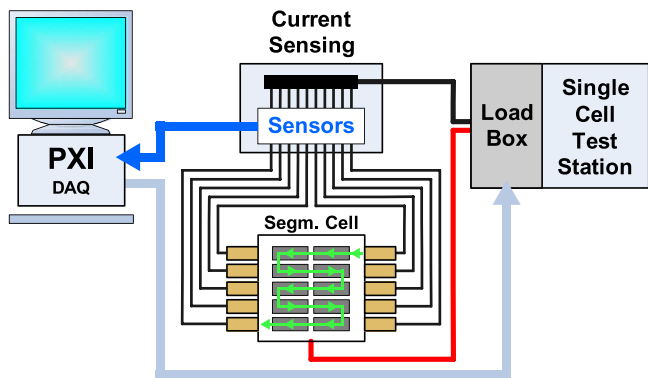 Current
Sensing
Sensors
PXI
DAQ
Load
Box
Single
Cell
Test
Station
Segm. Cell